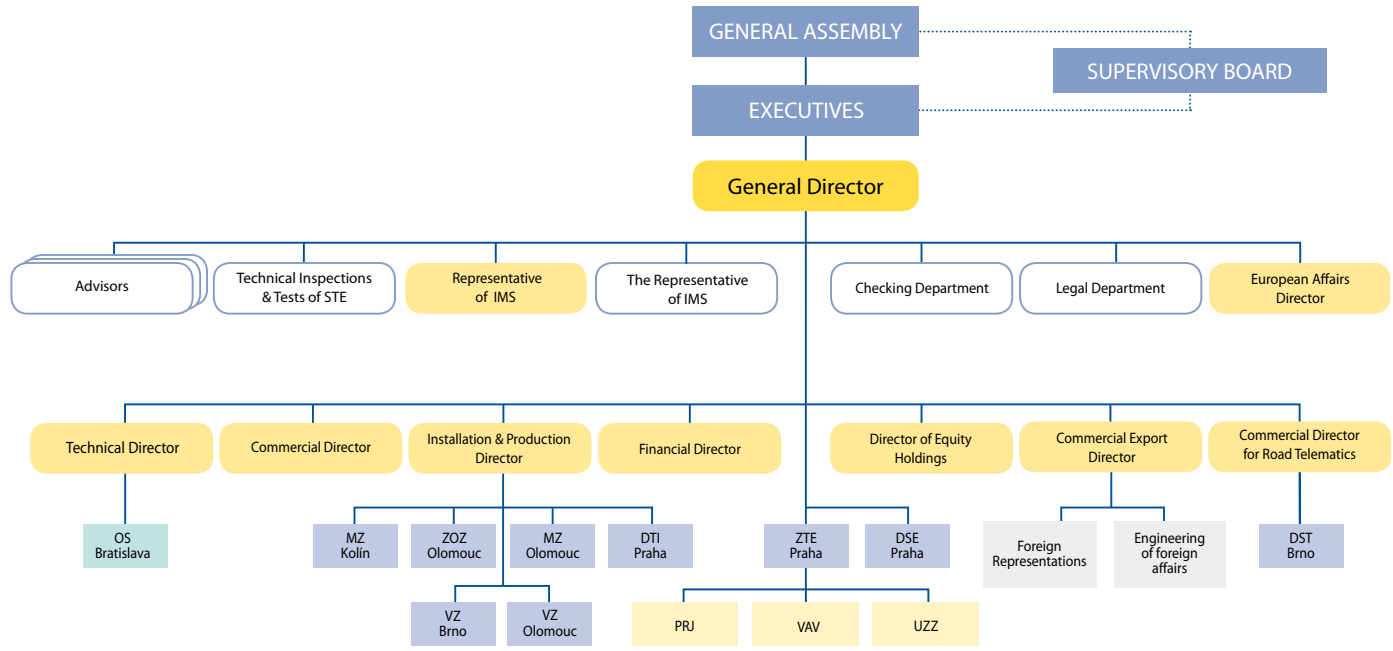 GENERAL ASSEMBLY
SUPERVISORY BOARD
EXECUTIVES
General Director
Advisors
Technical Inspections
& Tests of STE
Representative
of IMS
The Representative
of IMS
Checking Department
Legal Department
European Affairs
Director
Technical Director
Commercial Director
Installation & Production
Director
Financial Director
Director of Equity
Holdings
Commercial Export
Director
Commercial Director
for Road Telematics
OS
Bratislava
MZ
Kolín
ZOZ
Olomouc
MZ
Olomouc
DTI
Praha
ZTE
Praha
DSE
Praha
Foreign
Representations
Engineering
of foreign
affairs
DST
Brno
VZ
Brno
VZ
Olomouc
PRJ
VAV
UZZ